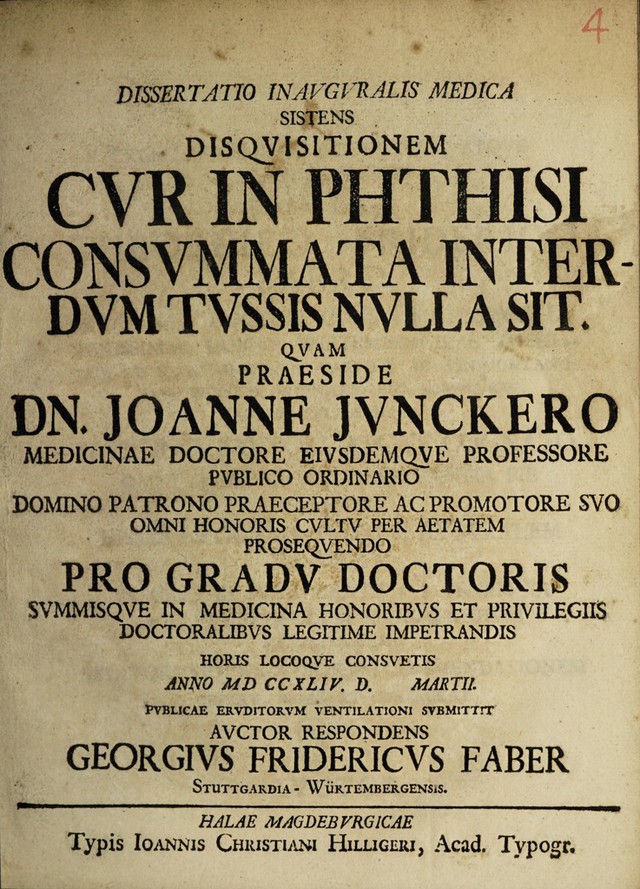 4
DISSERTATIO INAVGVRALIS MEDICA
SISTENS
DISQVISITIONEM
CVR IN PHTHISI
CONSVMMATA INTER-
DVM TVSSIS NVLLA SIT.
QVAM
PRAESIDE
DN. JOANNE JVNCKERO
MEDICINAE DOCTORE EIVSDEMQVE PROFESSORE
PVBLICO ORDINARIO
DOMINO PATRONO PRAECEPTORE AC PROMOTORE SVO
OMNI HONORIS CVLTV PER AETATEM
PROSEQVENDO
PRO GRADV DOCTORIS
SVMMISQVE IN MEDICINA HONORIBVS ET PRIVILEGIIS
DOCTORALIBVS LEGITIME IMPETRANDIS
HORIS LOCOQVE CONSVETIS
ANNO MD CCXLIV. D. MARTII.
PVBLICAE ERVDITORVM VENTILATIONI SVBMITTIT
AVCTOR RESPONDENS
GEORGIVS FRIDERICVS FABER
STUTTGARDIA - WÜRTEMBERGENSIS.
HALAE MAGDEBVRGICAE
Typis IOANNIS CHRISTIANI HILLIGERI, Acad. Typogr.